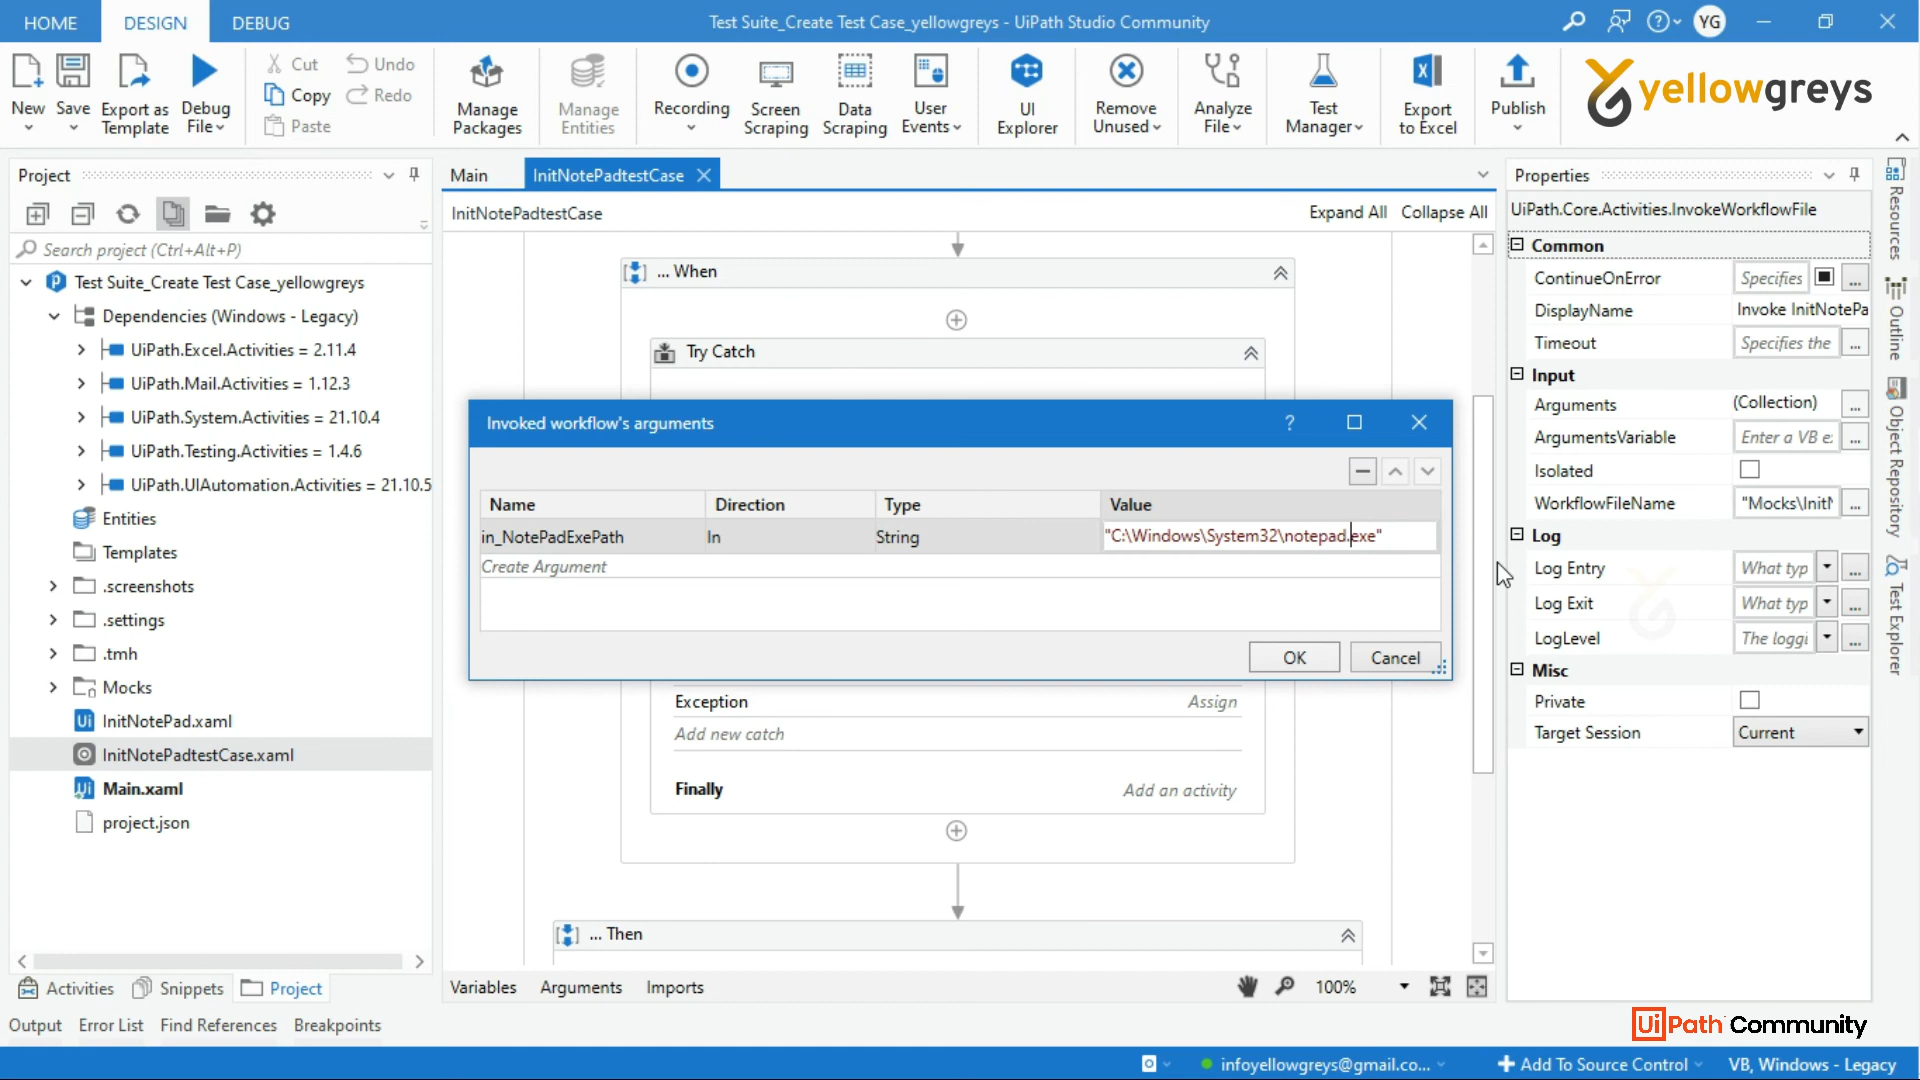 HOME DESIGN DEBUG
Test Suite_Create Test Case_yellowgreys - UiPath Studio Community
YG
New
Save
Export as Template
Debug File
Cut
Copy
Paste
Undo
Redo
Manage Packages
Manage Entities
Recording
Screen Scraping
Data Scraping
User Events
UI Explorer
Remove Unused
Analyze File
Test Manager
Export to Excel
Publish
yellowgreys
Project
Search project (Ctrl+Alt+P)
Test Suite_Create Test Case_yellowgreys
Dependencies (Windows - Legacy)
UiPath.Excel.Activities = 2.11.4
UiPath.Mail.Activities = 1.12.3
UiPath.System.Activities = 21.10.4
UiPath.Testing.Activities = 1.4.6
UiPath.UIAutomation.Activities = 21.10.5
Entities
Templates
.screenshots
.settings
.tmh
Mocks
InitNotePad.xaml
InitNotePadtestCase.xaml
Main.xaml
project.json
Activities Snippets Project
Main InitNotePadtestCase
InitNotePadtestCase Expand All Collapse All
... When
Try Catch
Invoked workflow's arguments ?
Name Direction Type Value
in_NotePadExePath In String "C:\Windows\System32\notepad.exe"
Create Argument
OK Cancel
Exception Assign
Add new catch
Finally Add an activity
... Then
Variables Arguments Imports 100%
Properties
UiPath.Core.Activities.InvokeWorkflowFile
Common
ContinueOnError Specifies ...
DisplayName Invoke InitNotePa
Timeout Specifies the ...
Input
Arguments (Collection) ...
ArgumentsVariable Enter a VB e: ...
Isolated
WorkflowFileName "Mocks\InitN ...
Log
Log Entry What typ ...
Log Exit What typ ...
LogLevel The loggi ...
Misc
Private
Target Session Current
Resources
Outline
Object Repository
Test Explorer
Output Error List Find References Breakpoints
UiPath Community
infoyellowgreys@gmail.co... Add To Source Control VB, Windows - Legacy